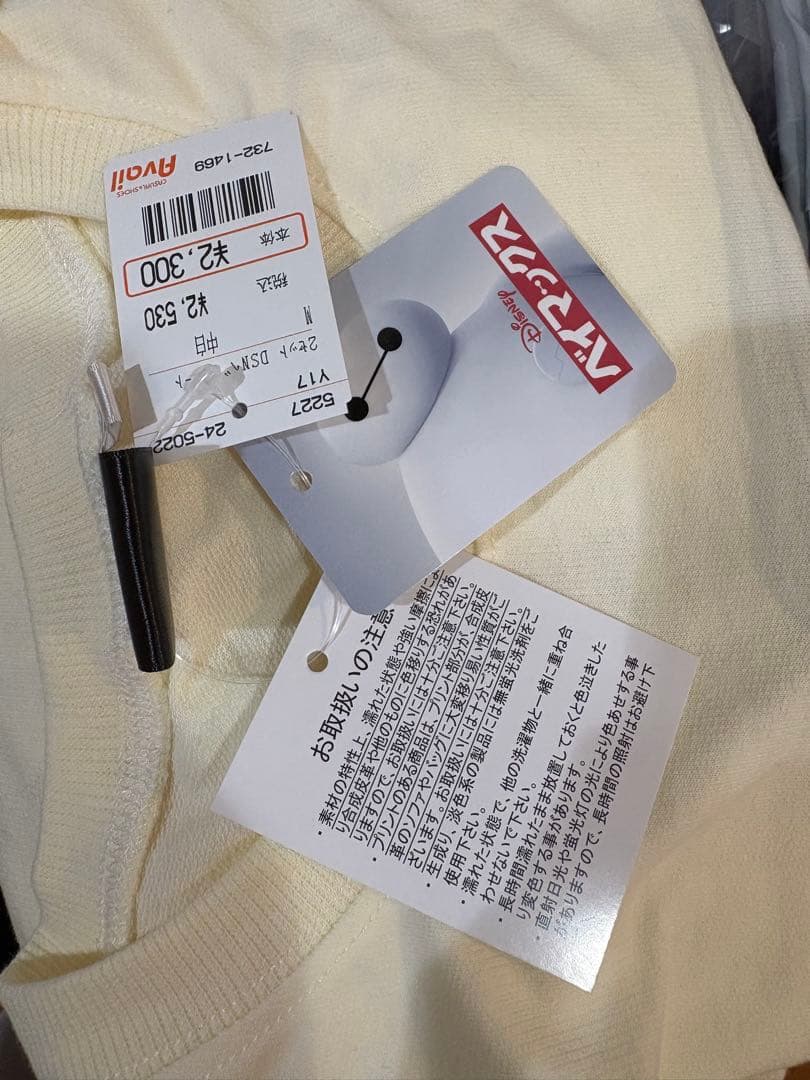 Avail
CASUAL&SHOES
732-1469
本体 ¥2,300
税込 ¥2,530
中白 M
2セット DSNベ
Y17
5227
24-5022
ベイマックス
Disney
お取扱いの注意
・素材の特性上、濡れた状態や強い摩擦によ
り合成皮革や他のものに色移りする恐れがあ
りますので、お取扱いには十分ご注意下さい。
プリントのある商品は、プリント部分が、合成皮
革のソファやバッグに大変移り易い性質がご
ざいます。お取扱いには十分ご注意下さい。
・生成り、淡色系の製品には無蛍光洗剤をご
使用下さい。
・濡れた状態で、他の洗濯物と一緒に重ね合
わせないで下さい。
・長時間濡れたまま放置しておくと色泣きした
り変色する事があります。
・直射日光や蛍光灯の光により色あせする事
がありますので、長時間の照射はお避け下